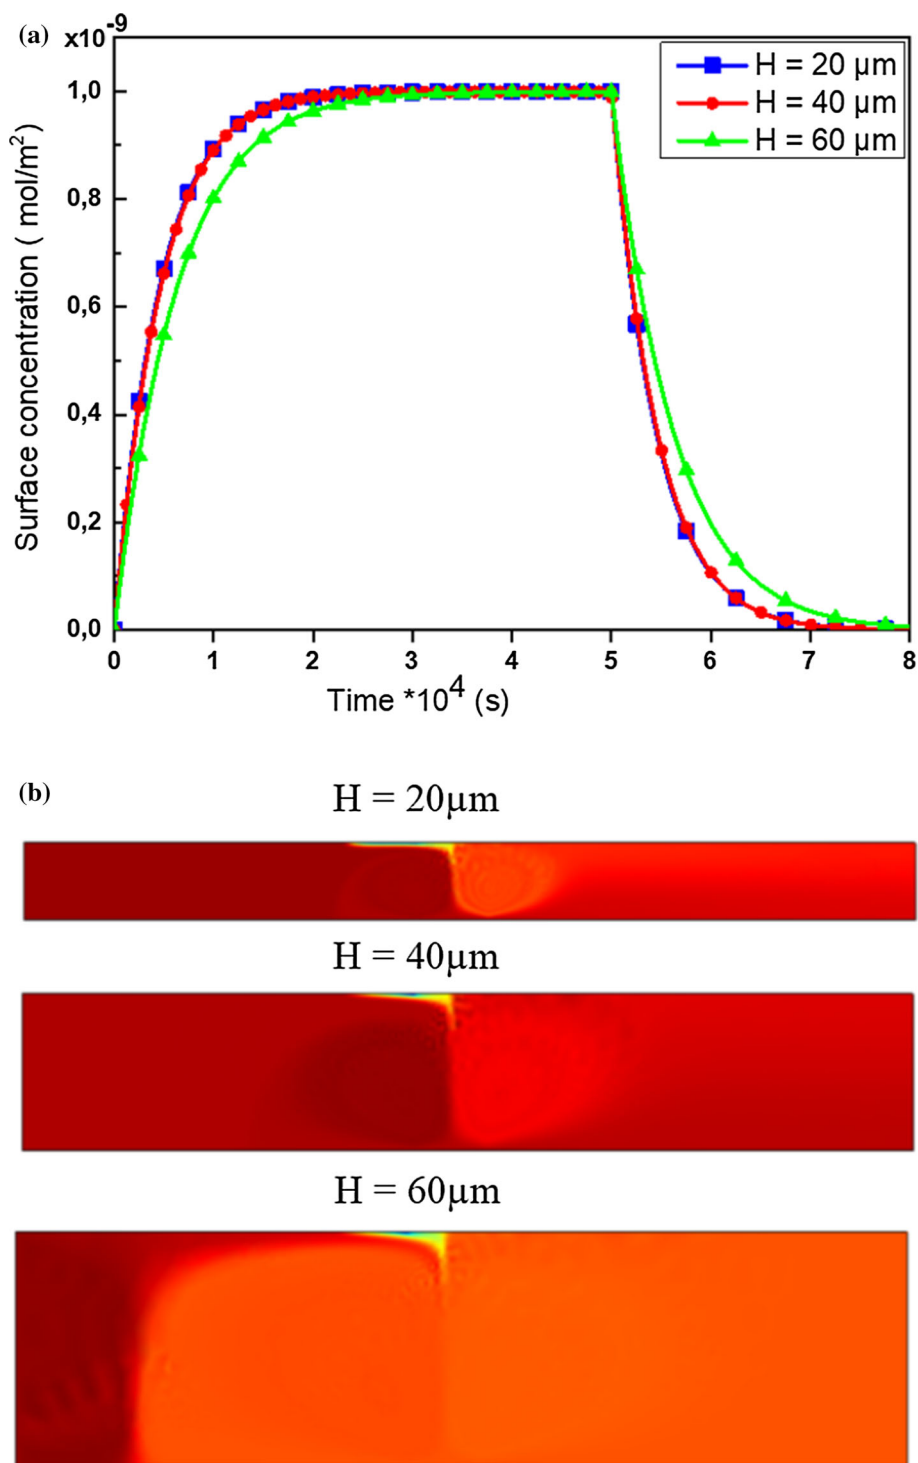 (a)
x10⁻⁹
H = 20 µm
H = 40 µm
H = 60 µm
1,0
0,8
0,6
0,4
0,2
0,0
Surface concentration ( mol/m²)
0 1 2 3 4 5 6 7 8
Time *10⁴ (s)
(b)
H = 20µm
H = 40µm
H = 60µm